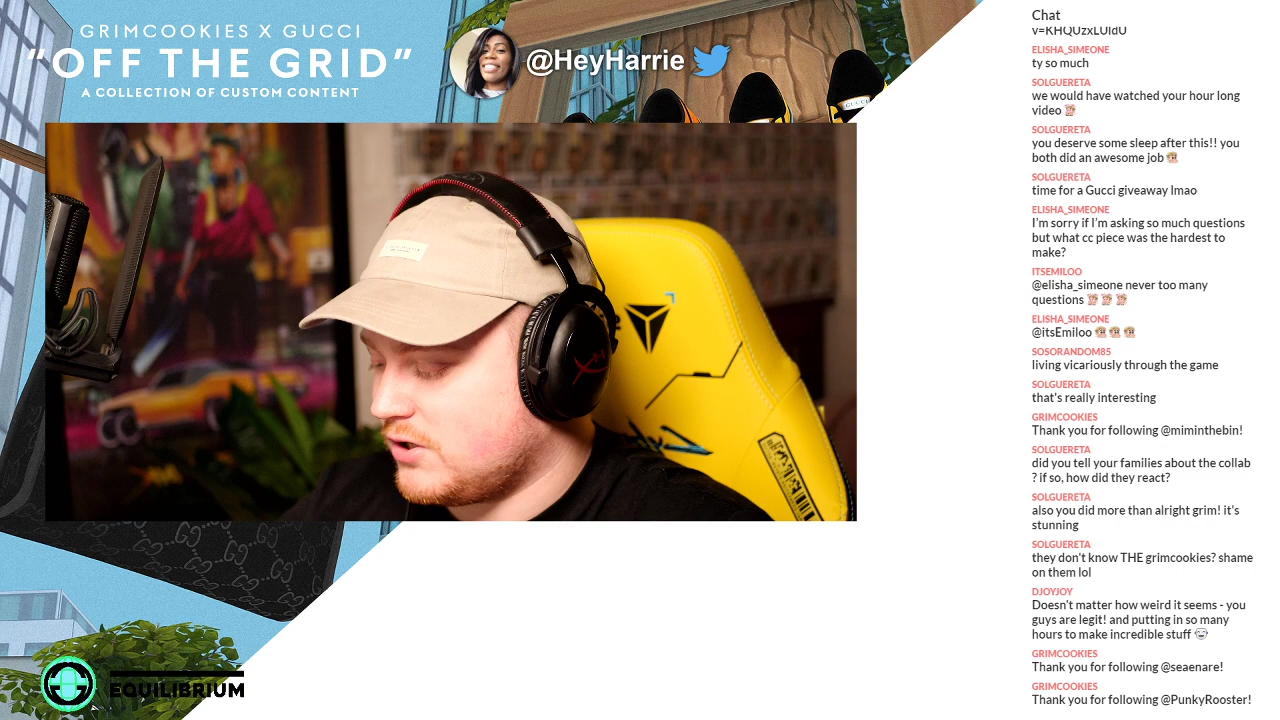 GRIMCOOKIES X GUCCI
“OFF THE GRID”
A COLLECTION OF CUSTOM CONTENT
@HeyHarrie
GUCCI
SERIES
EQUILIBRIUM
Chat
v=KHQUzxLUIdU
ELISHA_SIMEONE
ty so much
SOLGUERETA
we would have watched your hour long
video
SOLGUERETA
you deserve some sleep after this!! you
both did an awesome job
SOLGUERETA
time for a Gucci giveaway lmao
ELISHA_SIMEONE
I'm sorry if I'm asking so much questions
but what cc piece was the hardest to
make?
ITSEMILOO
@elisha_simeone never too many
questions
ELISHA_SIMEONE
@itsEmiloo
SOSORANDOM85
living vicariously through the game
SOLGUERETA
that's really interesting
GRIMCOOKIES
Thank you for following @miminthebin!
SOLGUERETA
did you tell your families about the collab
? if so, how did they react?
SOLGUERETA
also you did more than alright grim! it's
stunning
SOLGUERETA
they don't know THE grimcookies? shame
on them lol
DJOYJOY
Doesn't matter how weird it seems - you
guys are legit! and putting in so many
hours to make incredible stuff
GRIMCOOKIES
Thank you for following @seaenare!
GRIMCOOKIES
Thank you for following @PunkyRooster!